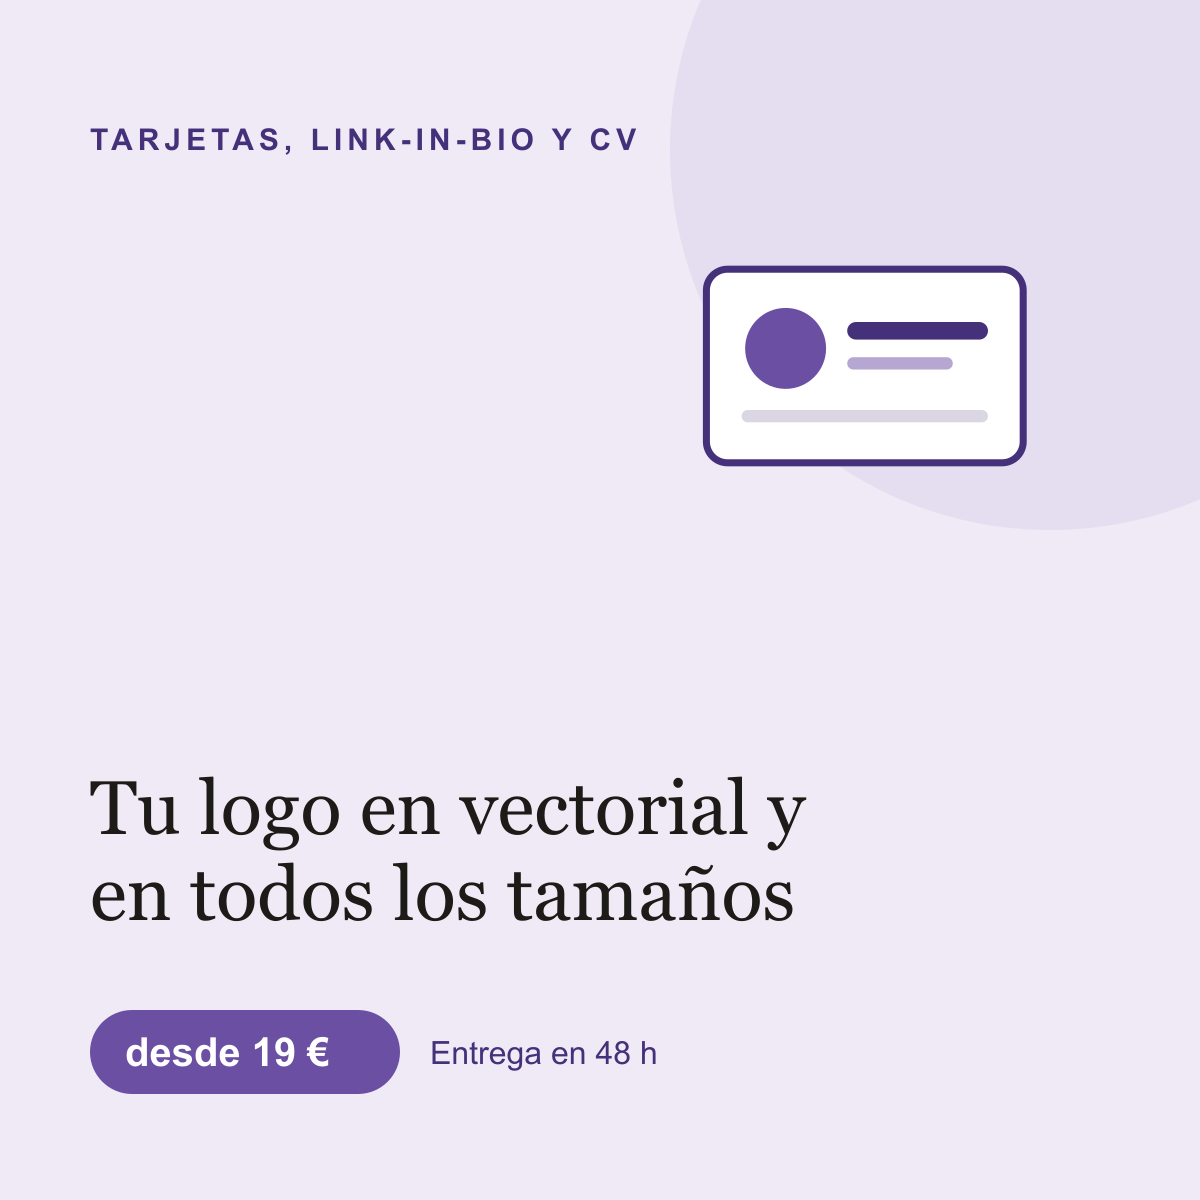 TARJETAS, LINK-IN-BIO Y CV
Tu logo en vectorial y
en todos los tamaños
desde 19 €
Entrega en 48 h